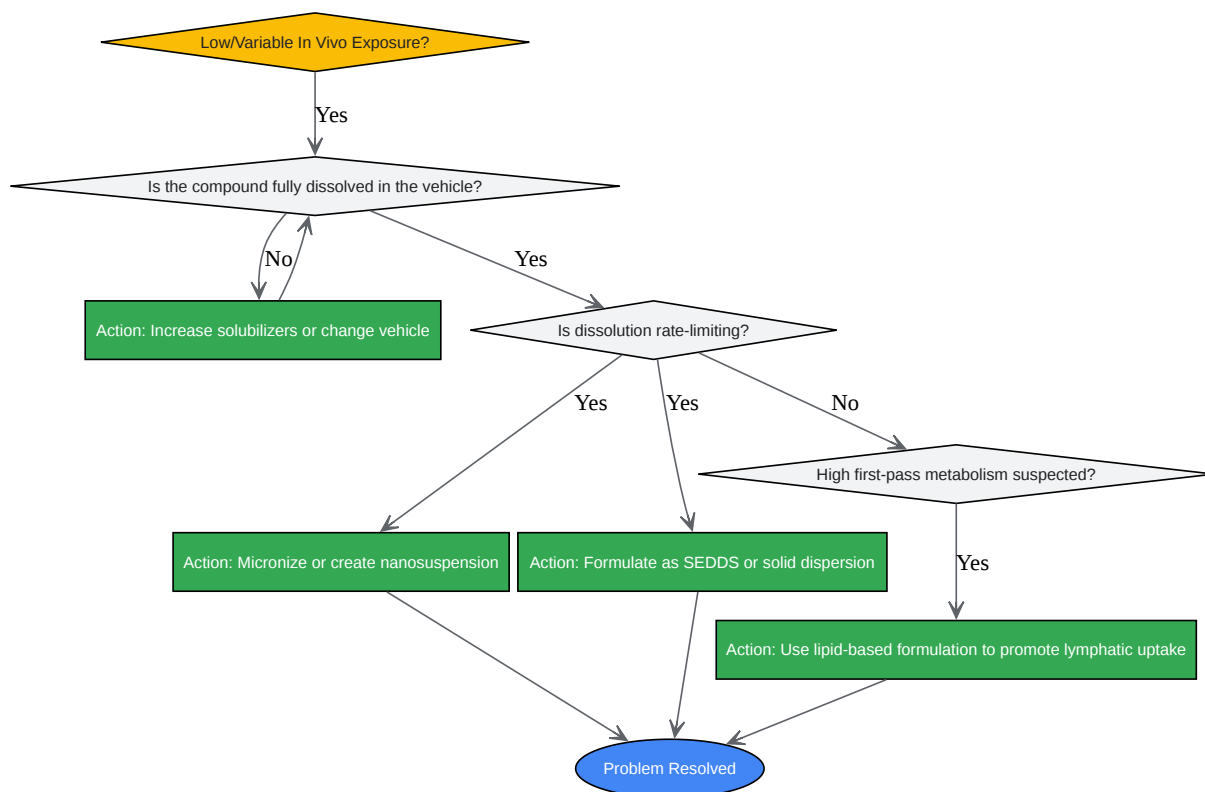 Low/Variable In Vivo Exposure?
Yes
Is the compound fully dissolved in the vehicle?
No
Yes
Action: Increase solubilizers or change vehicle
Is dissolution rate-limiting?
Yes
Yes
No
High first-pass metabolism suspected?
Action: Micronize or create nanosuspension
Action: Formulate as SEDDS or solid dispersion
Yes
Action: Use lipid-based formulation to promote lymphatic uptake
Problem Resolved